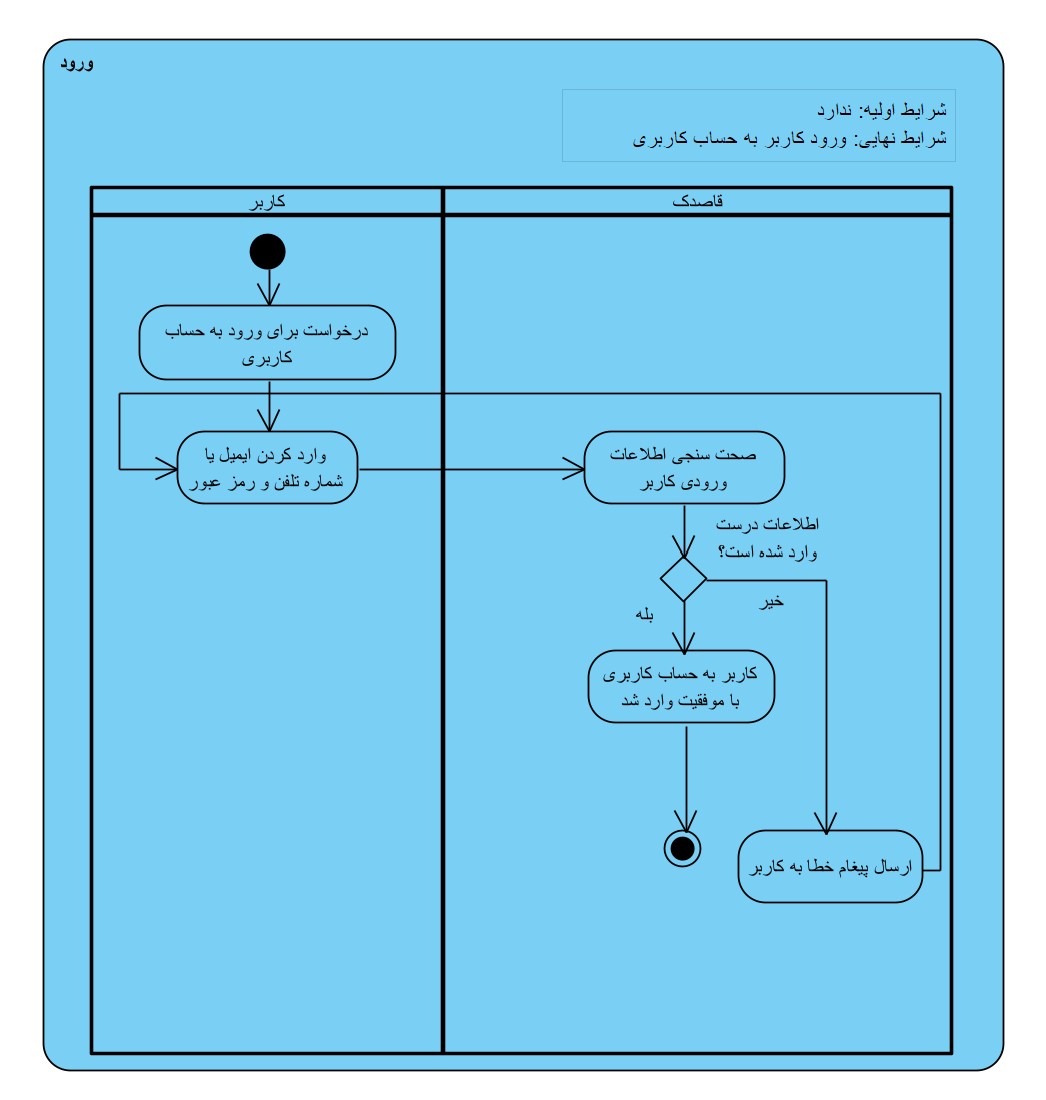 ورود
شرایط اولیه: ندارد
شرایط نهایی: ورود کاربر به حساب کاربری
قاصدک
کاربر
درخواست برای ورود به حساب
کاربری
وارد کردن ایمیل یا
شماره تلفن و رمز عبور
صحت سنجی اطلاعات
ورودی کاربر
اطلاعات درست
وارد شده است؟
خیر
بله
کاربر به حساب کاربری
با موفقیت وارد شد
ارسال پیغام خطا به کاربر